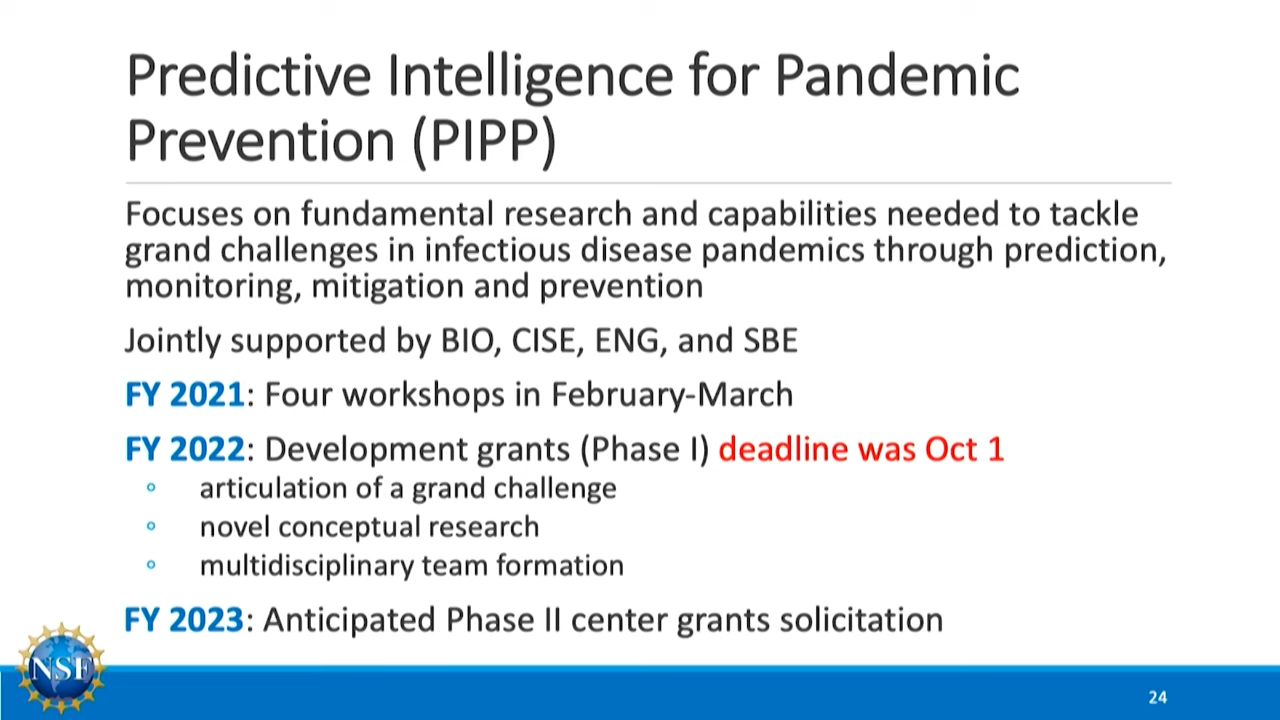 Predictive Intelligence for Pandemic
Prevention (PIPP)
Focuses on fundamental research and capabilities needed to tackle
grand challenges in infectious disease pandemics through prediction,
monitoring, mitigation and prevention
Jointly supported by BIO, CISE, ENG, and SBE
FY 2021: Four workshops in February-March
FY 2022: Development grants (Phase I) deadline was Oct 1
◦ articulation of a grand challenge
◦ novel conceptual research
◦ multidisciplinary team formation
FY 2023: Anticipated Phase II center grants solicitation
NSF
24